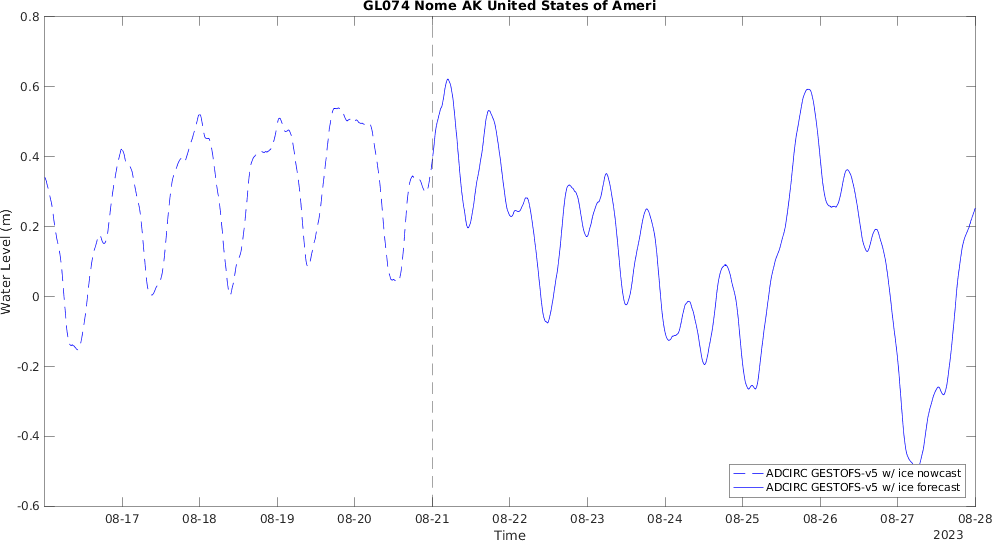 GL074 Nome AK United States of Ameri
0.8
0.6
0.4
0.2
0
-0.2
-0.4
-0.6
Water Level (m)
ADCIRC GESTOFS-v5 w/ ice nowcast
ADCIRC GESTOFS-v5 w/ ice forecast
08-17 08-18 08-19 08-20 08-21 08-22 08-23 08-24 08-25 08-26 08-27 08-28
Time
2023